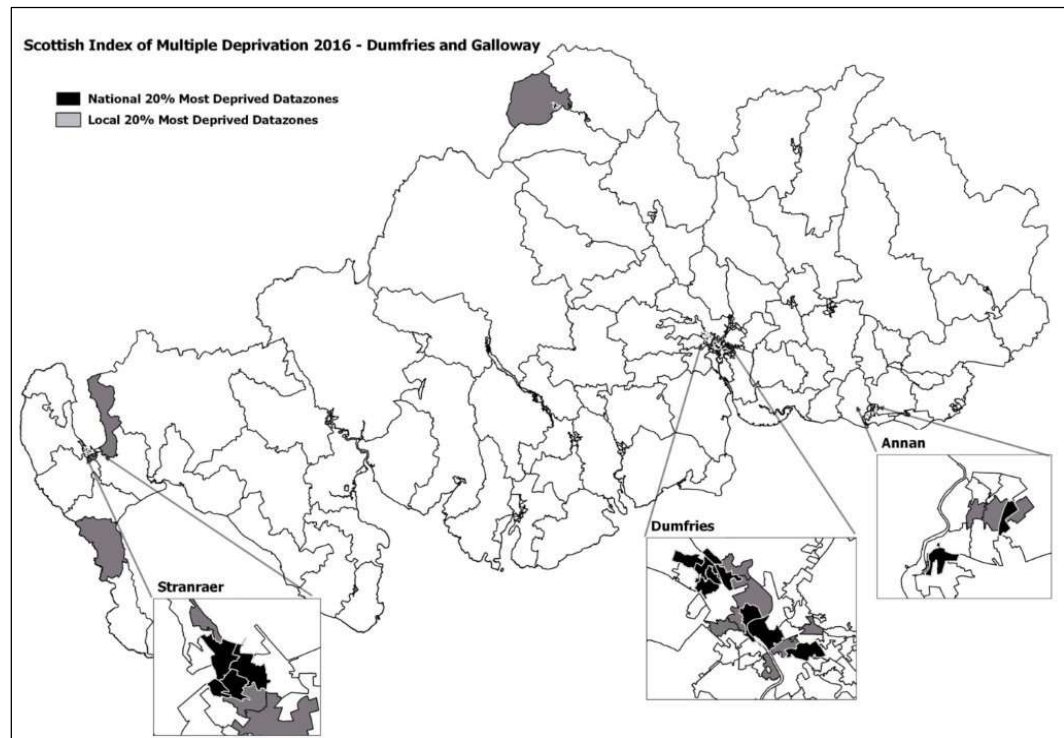 Scottish Index of Multiple Deprivation 2016 - Dumfries and Galloway
National 20% Most Deprived Datazones
Local 20% Most Deprived Datazones
Annan
Dumfries
Stranraer